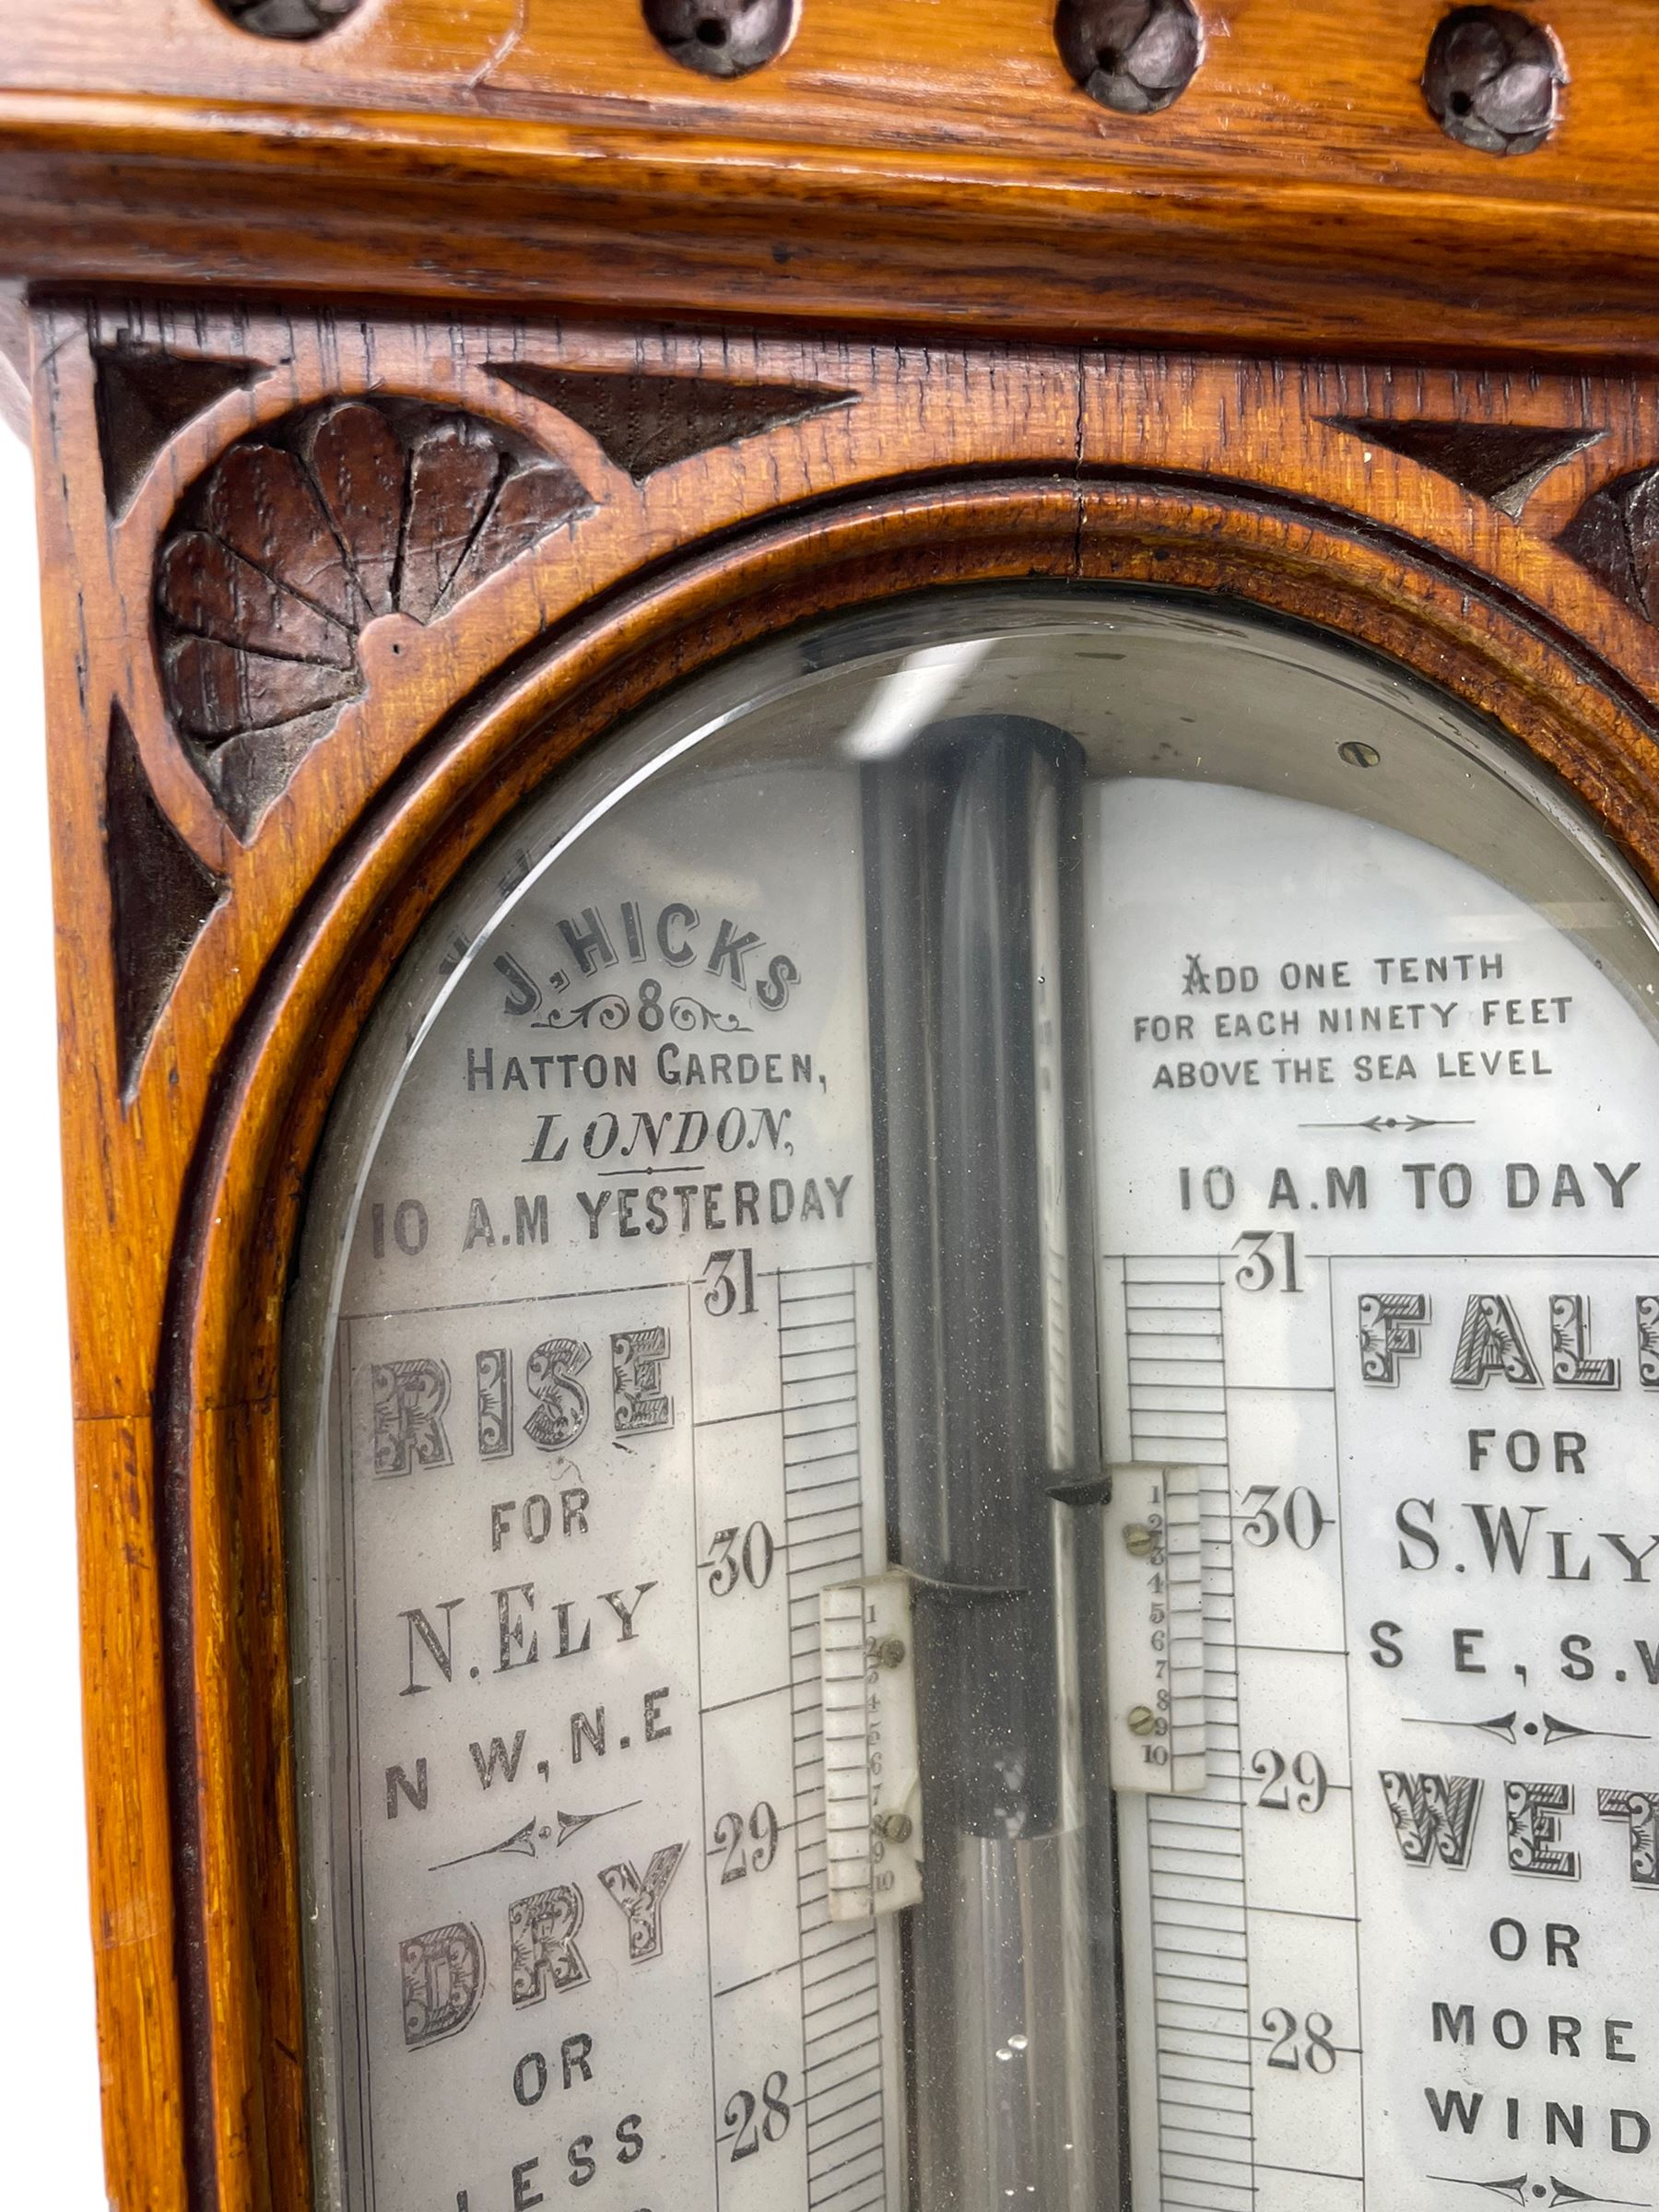 J. HICKS
8
HATTON GARDEN,
LONDON,
10 A.M YESTERDAY
31
RISE
FOR
N.ELY
N W, N.E
DRY
OR
LESS
30
29
28
1
2
3
4
5
6
7
8
9
10
ADD ONE TENTH
FOR EACH NINETY FEET
ABOVE THE SEA LEVEL
10 A.M TO DAY
31
30
29
28
1
2
3
4
5
6
7
8
9
10
FALL
FOR
S.WLY
S E, S.W
WET
OR
MORE
WIND